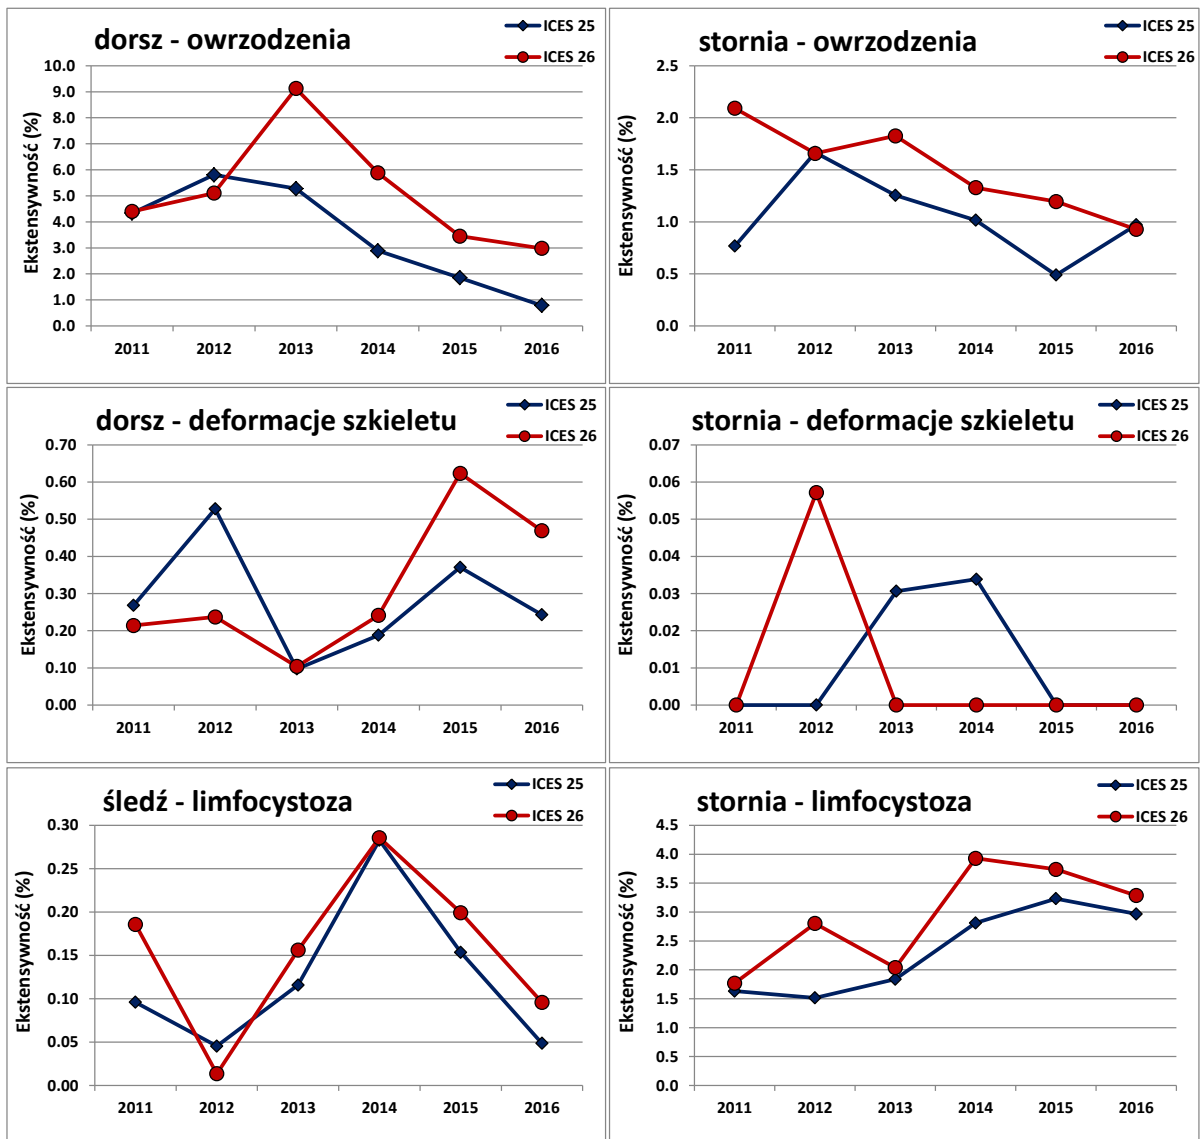 dorsz - owrzodzenia
ICES 25
ICES 26
Ekstensywność (%)
10.0
9.0
8.0
7.0
6.0
5.0
4.0
3.0
2.0
1.0
0.0
2011 2012 2013 2014 2015 2016
stornia - owrzodzenia
ICES 25
ICES 26
Ekstensywność (%)
2.5
2.0
1.5
1.0
0.5
0.0
2011 2012 2013 2014 2015 2016
dorsz - deformacje szkieletu
ICES 25
ICES 26
Ekstensywność (%)
0.70
0.60
0.50
0.40
0.30
0.20
0.10
0.00
2011 2012 2013 2014 2015 2016
stornia - deformacje szkieletu
ICES 25
ICES 26
Ekstensywność (%)
0.07
0.06
0.05
0.04
0.03
0.02
0.01
0.00
2011 2012 2013 2014 2015 2016
śledź - limfocystoza
ICES 25
ICES 26
Ekstensywność (%)
0.30
0.25
0.20
0.15
0.10
0.05
0.00
2011 2012 2013 2014 2015 2016
stornia - limfocystoza
ICES 25
ICES 26
Ekstensywność (%)
4.5
4.0
3.5
3.0
2.5
2.0
1.5
1.0
0.5
0.0
2011 2012 2013 2014 2015 2016